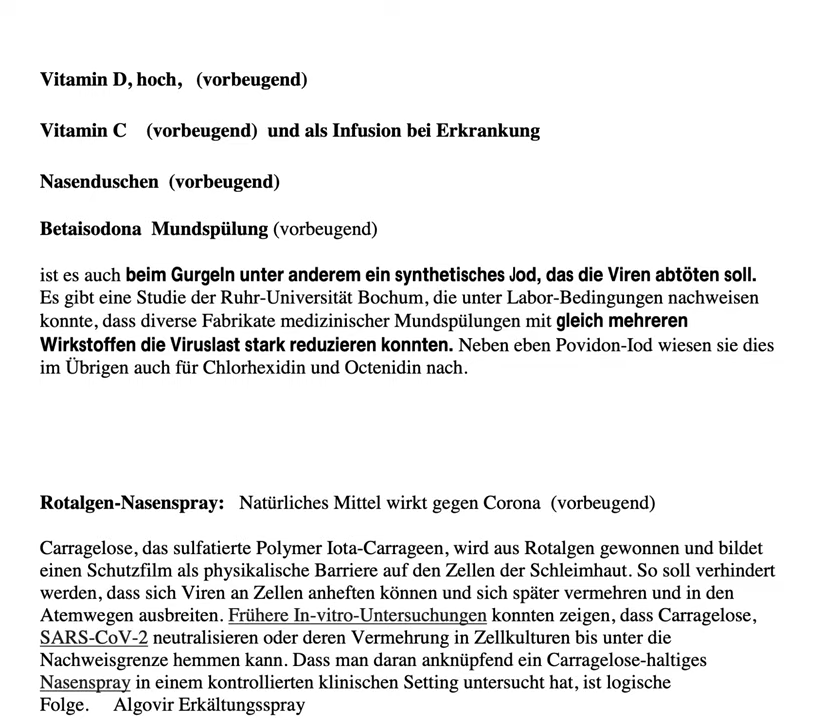 Vitamin D, hoch, (vorbeugend)
Vitamin C (vorbeugend) und als Infusion bei Erkrankung
Nasenduschen (vorbeugend)
Betaisodona Mundspülung (vorbeugend)
ist es auch beim Gurgeln unter anderem ein synthetisches Jod, das die Viren abtöten soll.
Es gibt eine Studie der Ruhr-Universität Bochum, die unter Labor-Bedingungen nachweisen
konnte, dass diverse Fabrikate medizinischer Mundspülungen mit gleich mehreren
Wirkstoffen die Viruslast stark reduzieren konnten. Neben eben Povidon-Iod wiesen sie dies
im Übrigen auch für Chlorhexidin und Octenidin nach.
Rotalgen-Nasenspray: Natürliches Mittel wirkt gegen Corona (vorbeugend)
Carragelose, das sulfatierte Polymer Iota-Carrageen, wird aus Rotalgen gewonnen und bildet
einen Schutzfilm als physikalische Barriere auf den Zellen der Schleimhaut. So soll verhindert
werden, dass sich Viren an Zellen anheften können und sich später vermehren und in den
Atemwegen ausbreiten. Frühere In-vitro-Untersuchungen konnten zeigen, dass Carragelose,
SARS-CoV-2 neutralisieren oder deren Vermehrung in Zellkulturen bis unter die
Nachweisgrenze hemmen kann. Dass man daran anknüpfend ein Carragelose-haltiges
Nasenspray in einem kontrollierten klinischen Setting untersucht hat, ist logische
Folge. Algovir Erkältungsspray